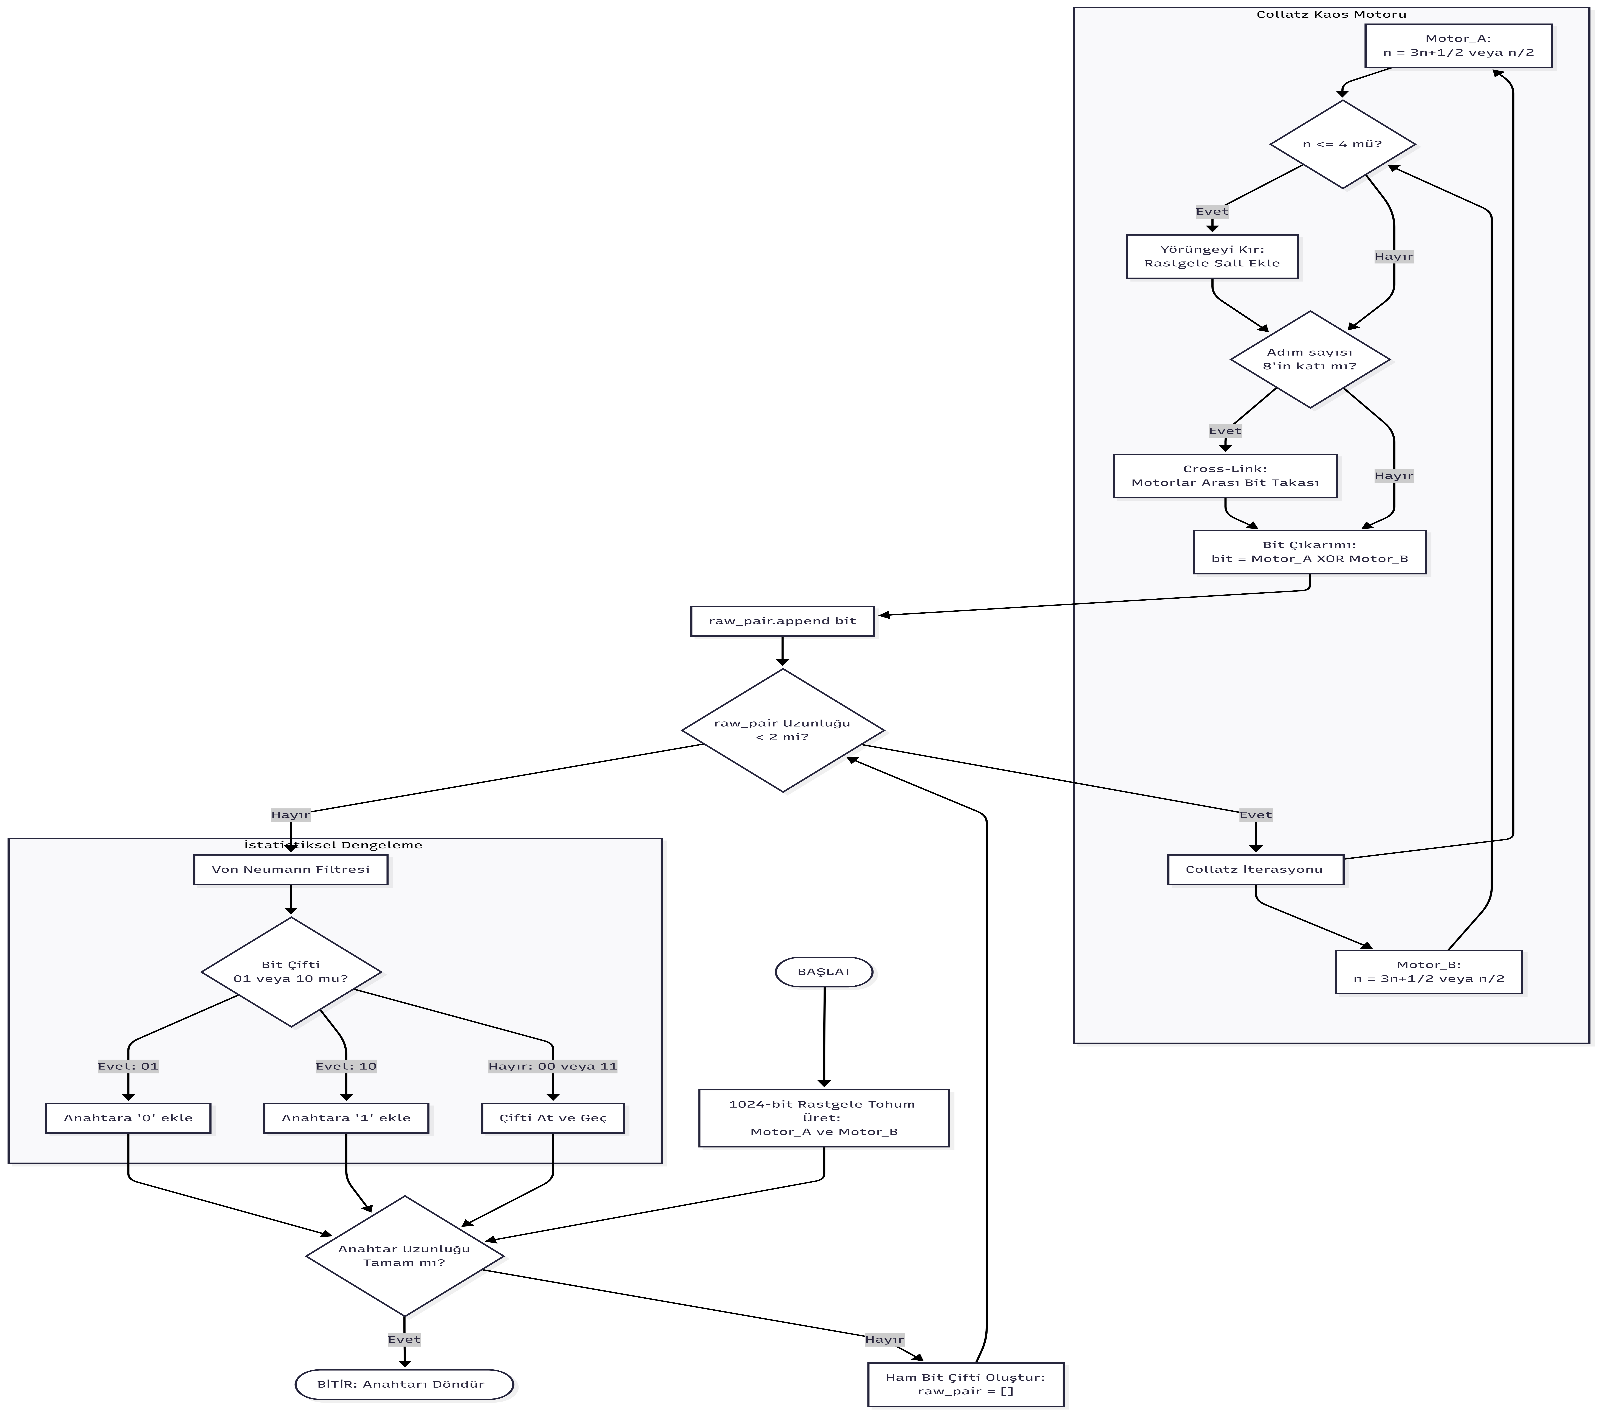 Collatz Kaos Motoru
Motor_A:
n = 3n+1/2 veya n/2
n <= 4 mü?
Evet
Hayır
Yörüngeyi Kır:
Rastgele Salt Ekle
Adım sayısı
8'in katı mı?
Evet
Hayır
Cross-Link:
Motorlar Arası Bit Takası
Bit Çıkarımı:
bit = Motor_A XOR Motor_B
raw_pair.append bit
raw_pair Uzunluğu
< 2 mi?
Hayır
Evet
İstatistiksel Dengeleme
Von Neumann Filtresi
Collatz İterasyonu
Motor_B:
n = 3n+1/2 veya n/2
Bit Çifti
01 veya 10 mu?
BAŞLAT
Evet: 01
Evet: 10
Hayır: 00 veya 11
Anahtara '0' ekle
Anahtara '1' ekle
Çifti At ve Geç
1024-bit Rastgele Tohum
Üret:
Motor_A ve Motor_B
Anahtar Uzunluğu
Tamam mı?
Evet
Hayır
BİTİR: Anahtarı Döndür
Ham Bit Çifti Oluştur:
raw_pair = []